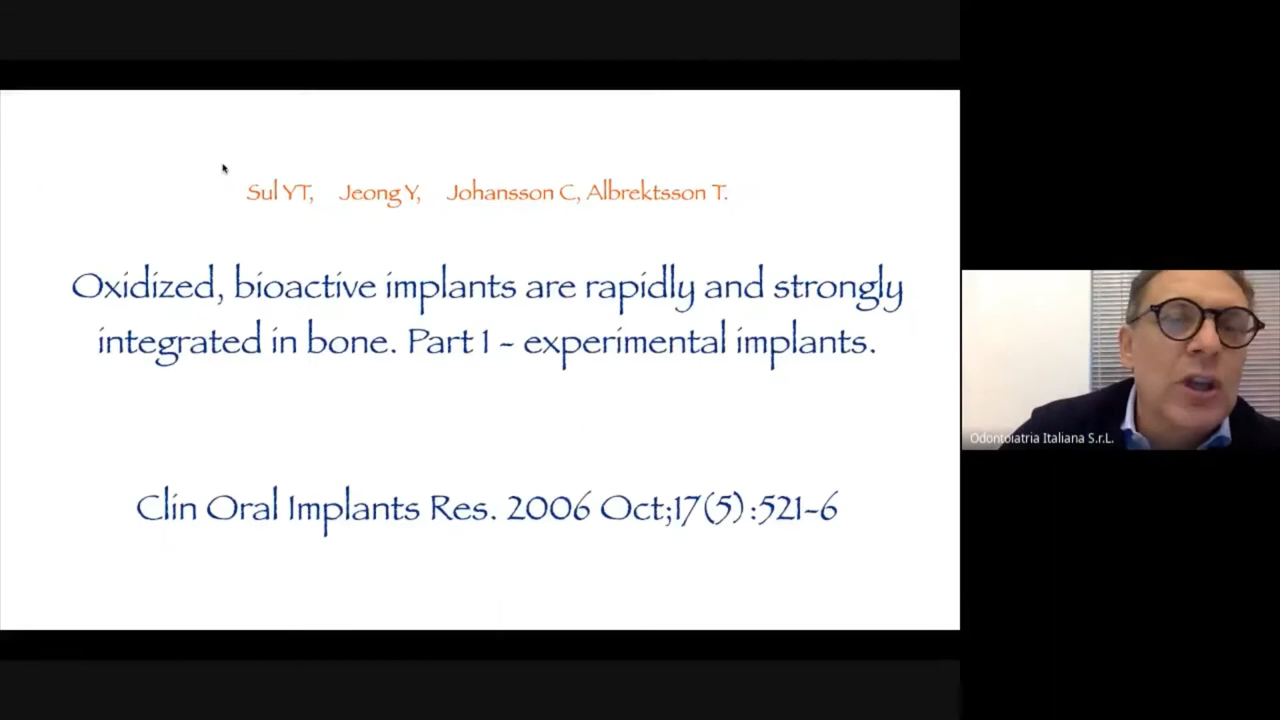 Sul YT, Jeong Y, Johansson C, Albrektsson T.
Oxidized, bioactive implants are rapidly and strongly
integrated in bone. Part 1 - experimental implants.
Clin Oral Implants Res. 2006 Oct;17(5):521-6
Odontoiatria Italiana S.r.L.